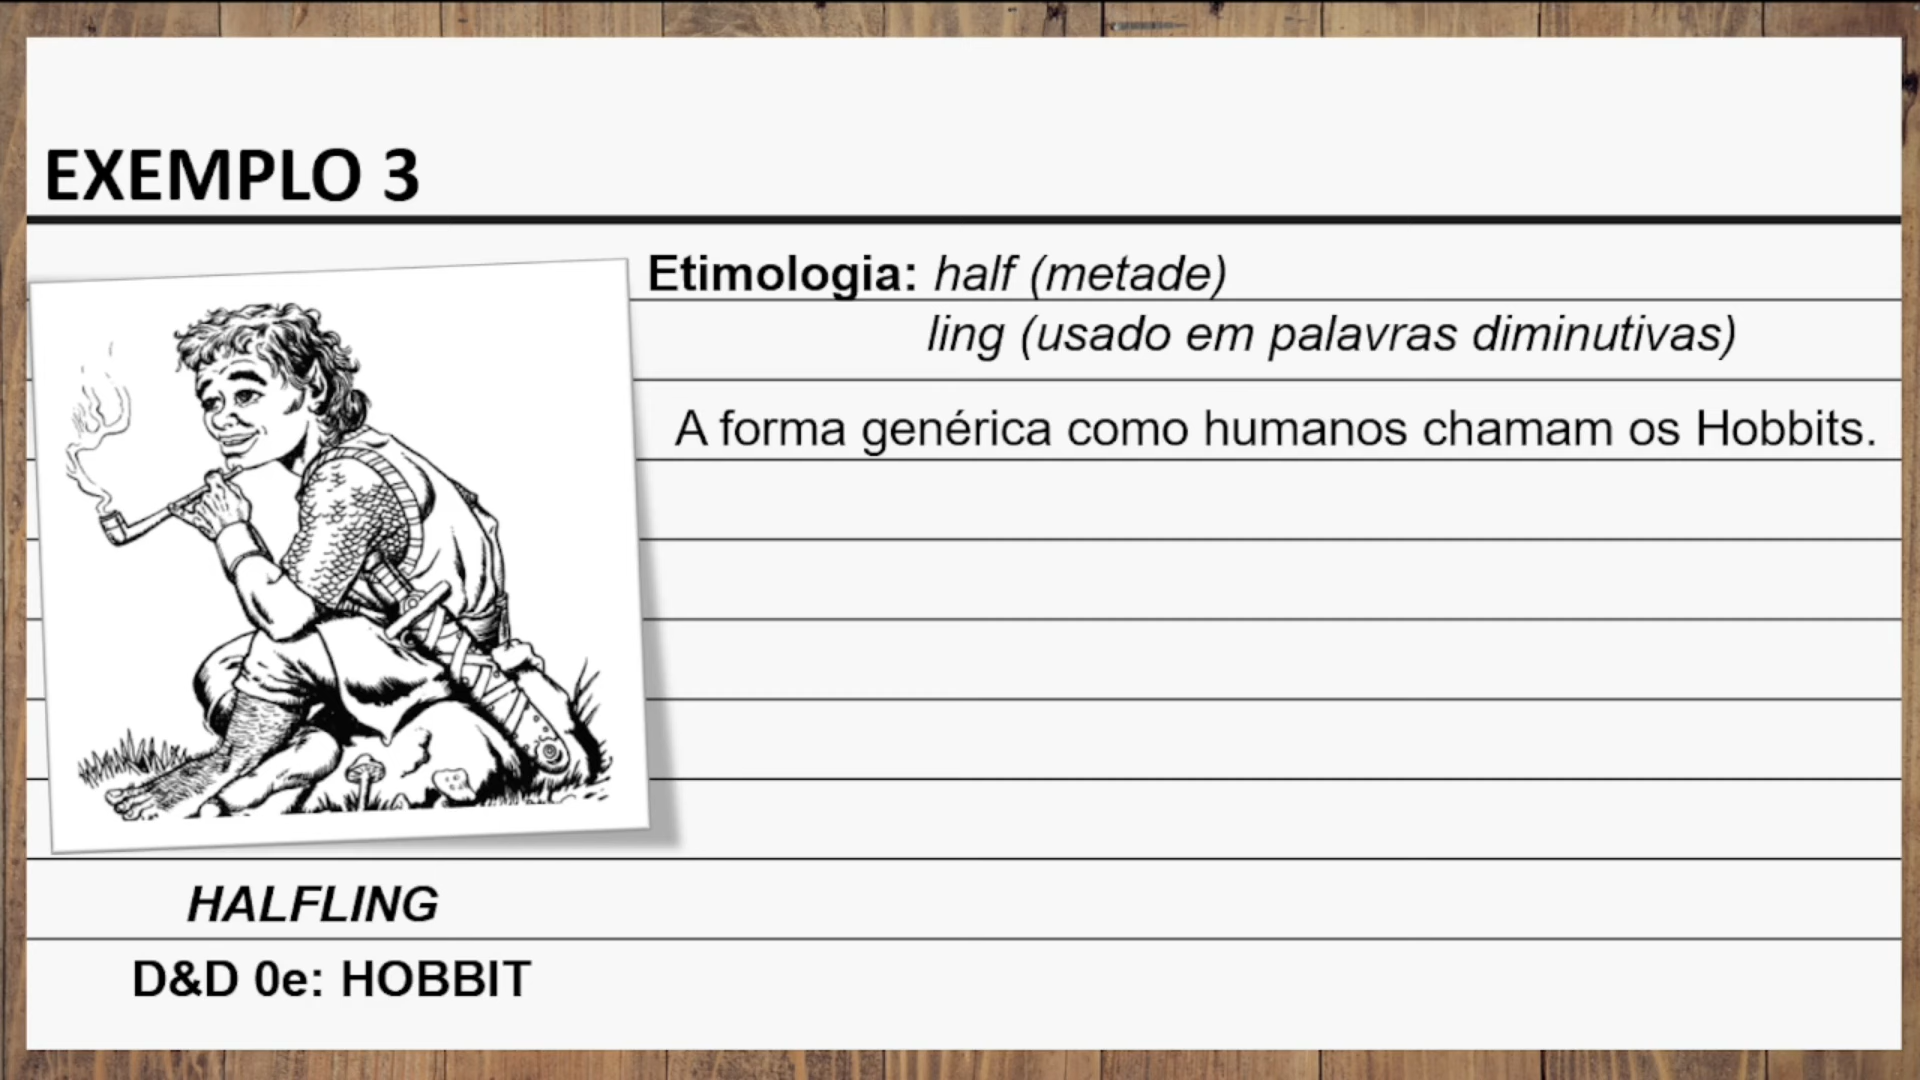 EXEMPLO 3
Etimologia: half (metade)
ling (usado em palavras diminutivas)
A forma genérica como humanos chamam os Hobbits.
HALFLING
D&D 0e: HOBBIT